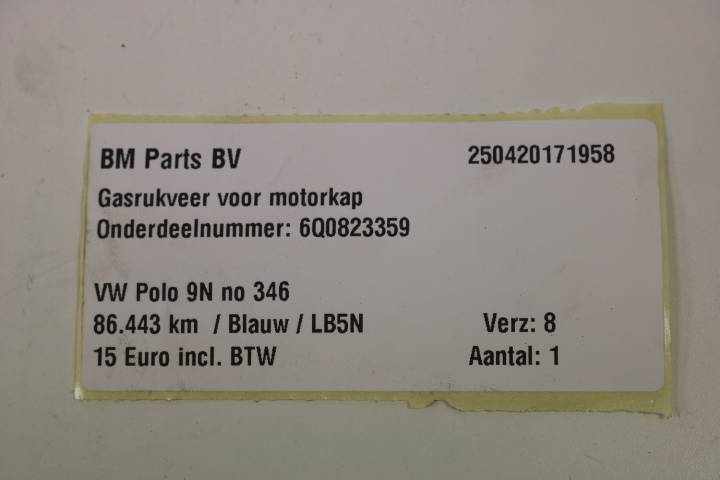 BM Parts BV 250420171958
Gasrukveer voor motorkap
Onderdeelnummer: 6Q0823359
VW Polo 9N no 346
86.443 km / Blauw / LB5N Verz: 8
15 Euro incl. BTW Aantal: 1